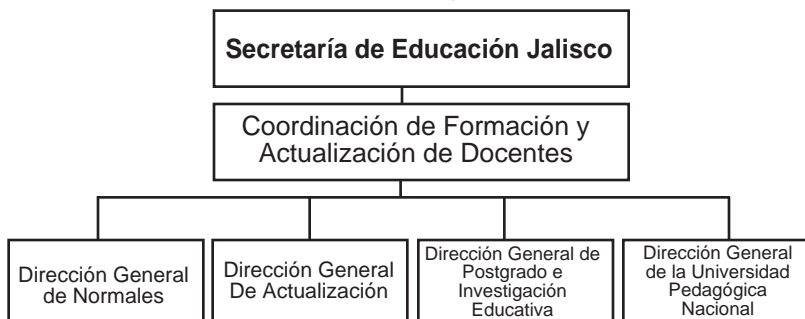 Secretaría de Educación Jalisco
Coordinación de Formación y
Actualización de Docentes
Dirección General
de Normales
Dirección General
De Actualización
Dirección General de
Postgrado e
Investigación
Educativa
Dirección General
de la Universidad
Pedagógica
Nacional